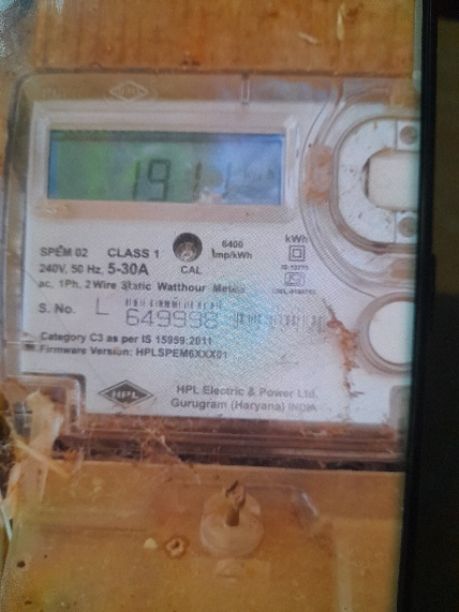 HPL
191
SPEM 02 CLASS 1
6400
imp/kWh
kWh
240V, 50 Hz, 5-30A
CAL
ac, 1Ph, 2 Wire Static Watthour Meter
S. No. L 649998
Category C3 as per IS 15959:2011
Firmware Version: HPLSPEM6XXX01
HPL
HPL Electric & Power Ltd.
Gurugram (Haryana) INDIA